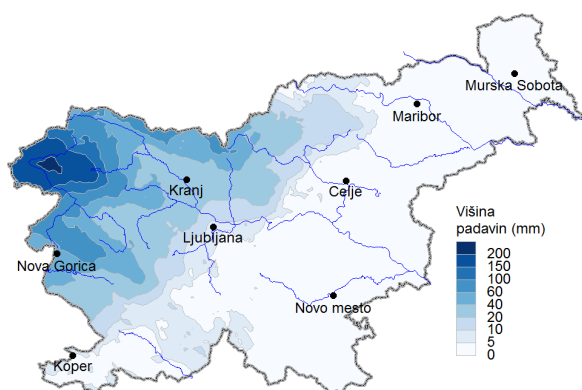 Murska Sobota
Maribor
Kranj
Celje
Ljubljana
Nova Gorica
Novo mesto
Koper
Višina
padavin (mm)
200
150
100
60
40
20
10
5
0